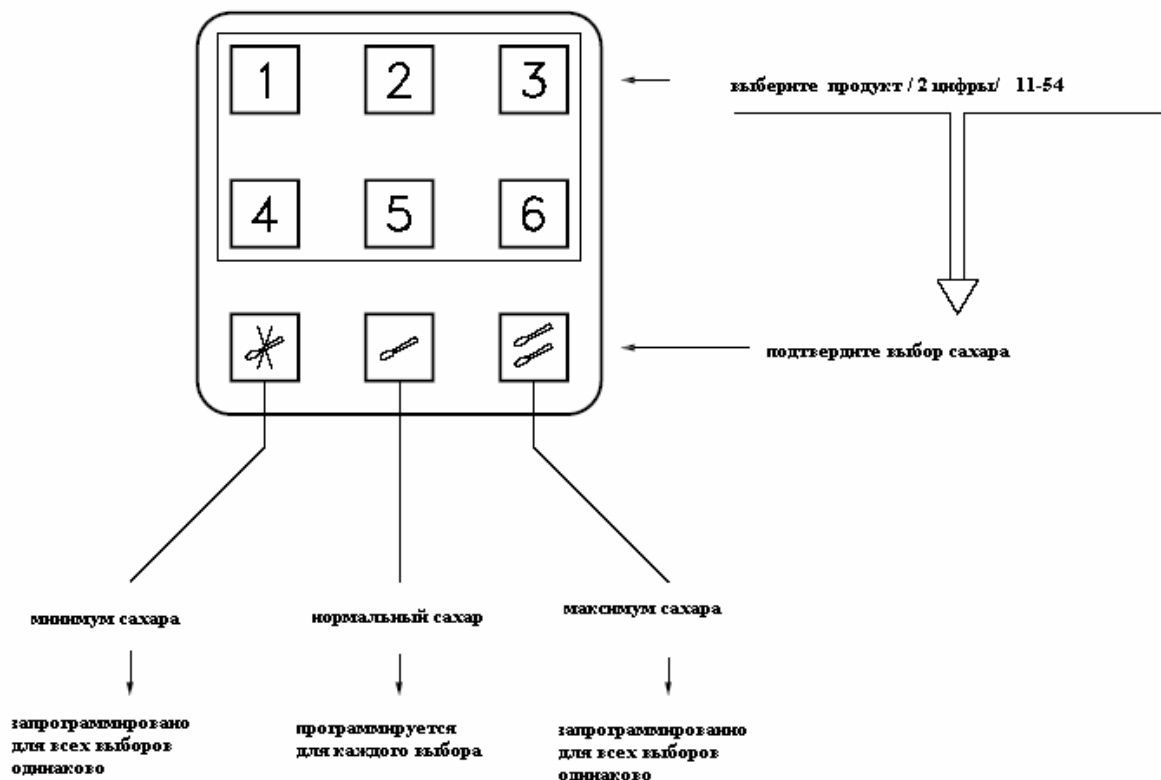 1 2 3
выберите продукт / 2 цифры/ 11-54
4 5 6
подтвердите выбор сахара
минимум сахара
нормальный сахар
максимум сахара
запрограммировано
для всех выборов
одинаково
программируется
для каждого выбора
запрограммированно
для всех выборов
одинаково